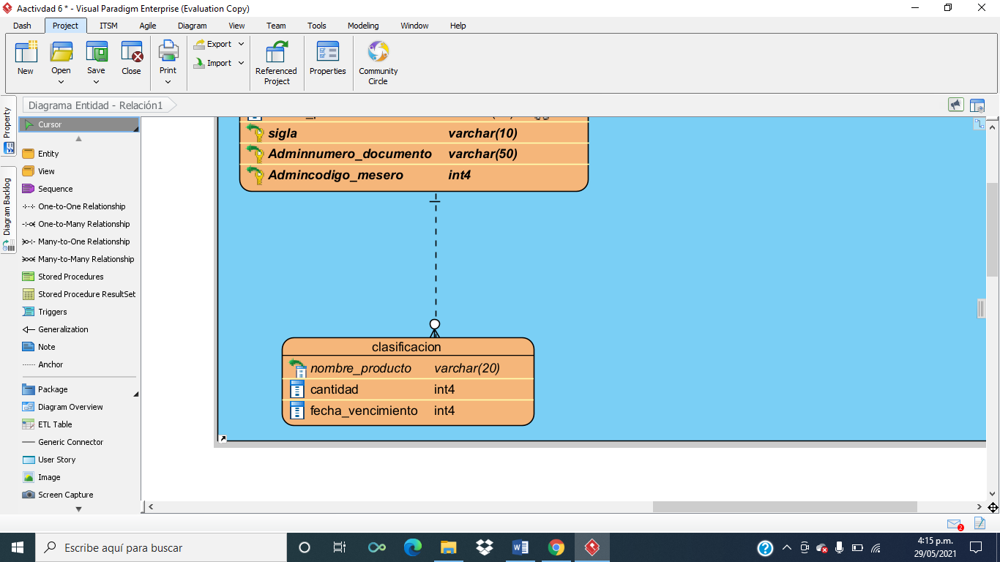 Aactivdad 6 * - Visual Paradigm Enterprise (Evaluation Copy)
Dash Project ITSM Agile Diagram View Team Tools Modeling Window Help
New Open Save Close Print Export Import Referenced Project Properties Community Circle
Diagrama Entidad - Relación1
Property
Diagram Backlog
Cursor
Entity
View
Sequence
One-to-One Relationship
One-to-Many Relationship
Many-to-One Relationship
Many-to-Many Relationship
Stored Procedures
Stored Procedure ResultSet
Triggers
Generalization
Note
Anchor
Package
Diagram Overview
ETL Table
Generic Connector
User Story
Image
Screen Capture
sigla varchar(10)
Adminnumero_documento varchar(50)
Admincodigo_mesero int4
clasificacion
nombre_producto varchar(20)
cantidad int4
fecha_vencimiento int4
2
Escribe aquí para buscar
4:15 p.m.
29/05/2021